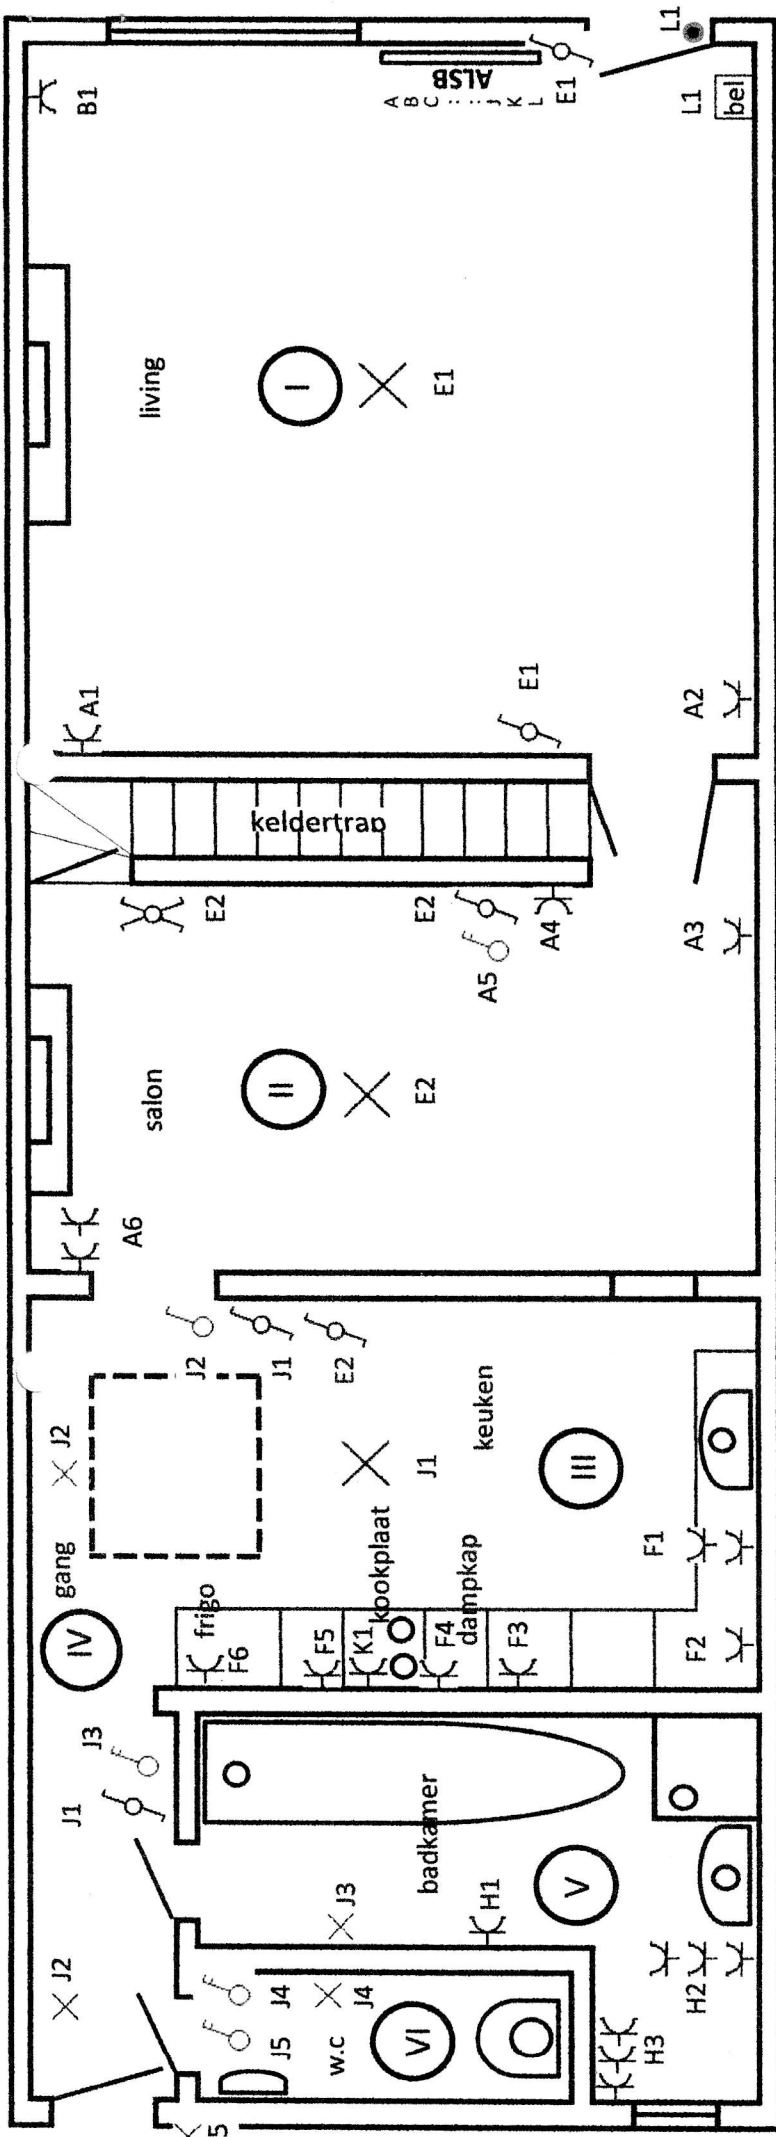 J2
J1
gang
J2
IV
J3
B1
A1
A6
salon
living
J2
frigo
E2
5
F6
J5
J4
J1
II
I
keldertrap
w.c
J3
F5
E2
J4
K1
kookplaat
VI
badkamer
J1
E2
E2
E1
F4
dampkap
ALSB
A
B
C
:
:
J
K
L
keuken
A5
H1
F3
E1
A4
E1
V
III
H3
F1
H2
F2
A3
A2
L1
L1
bel